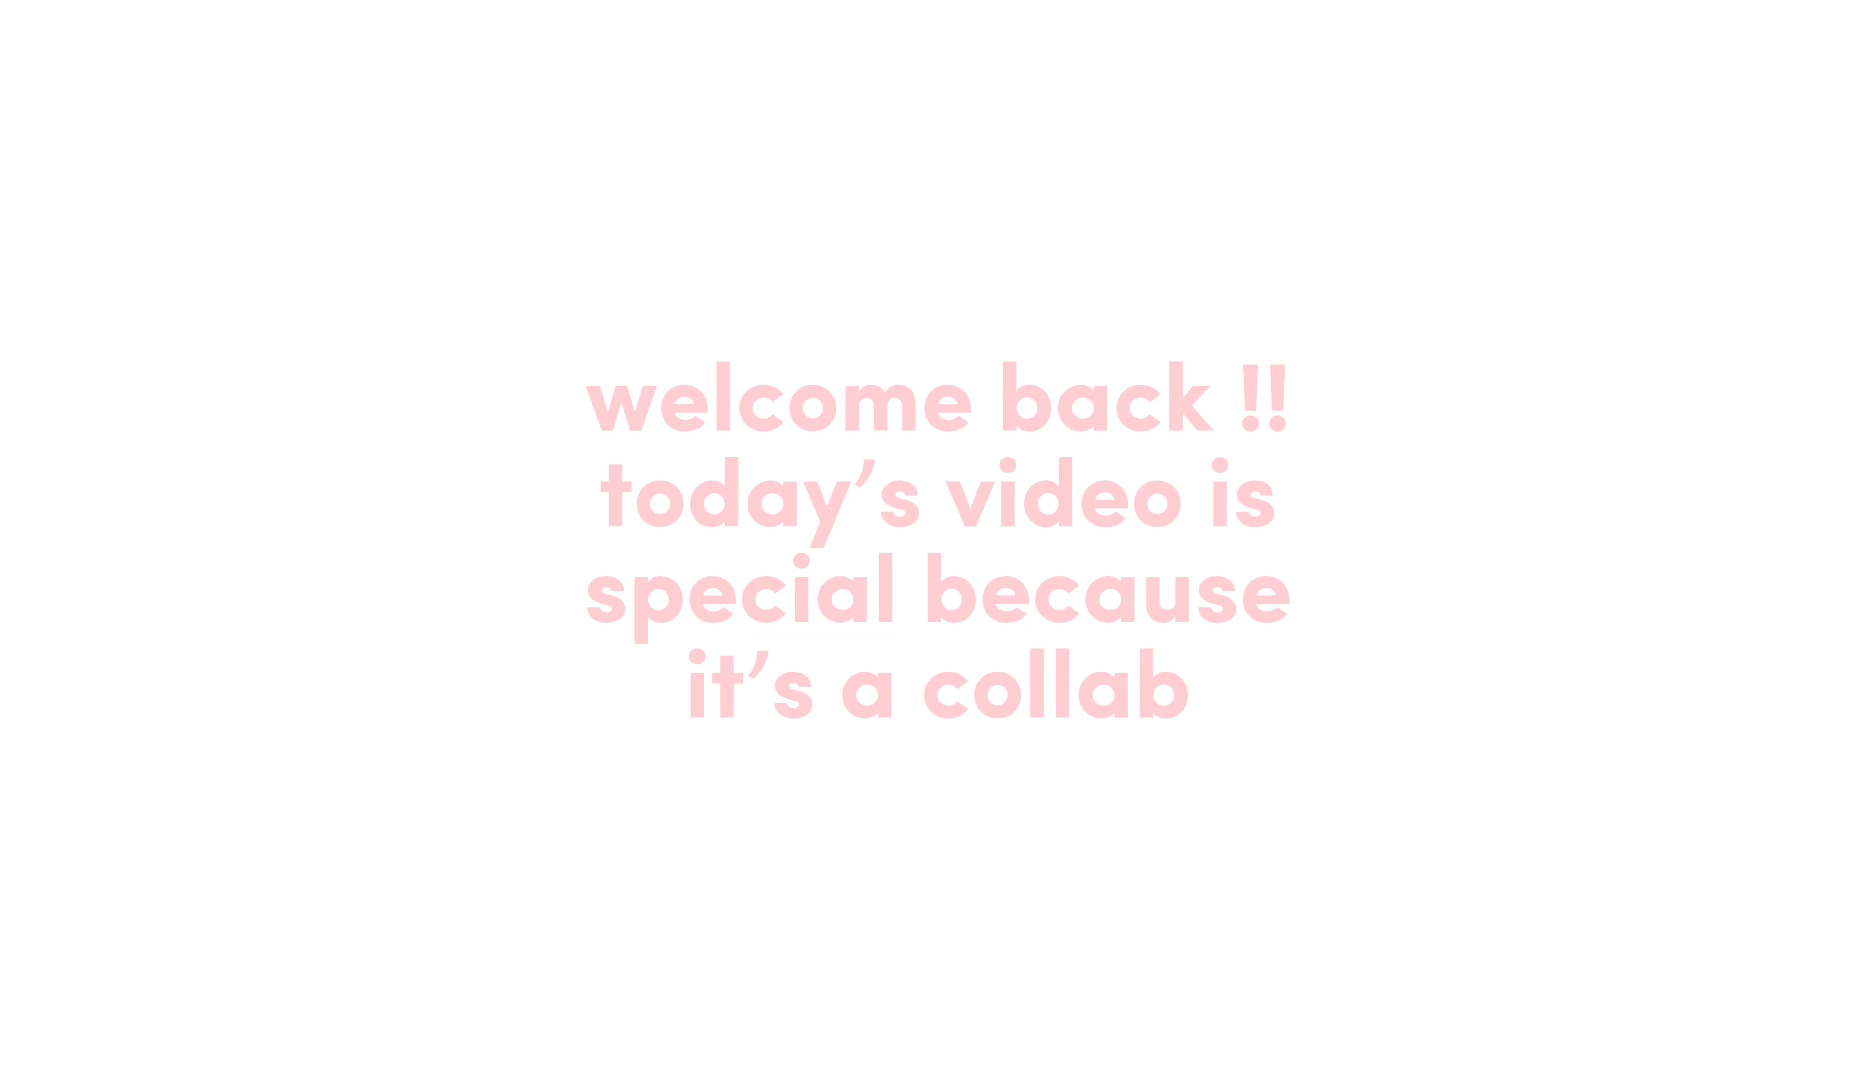 welcome back !!
today’s video is
special because
it’s a collab